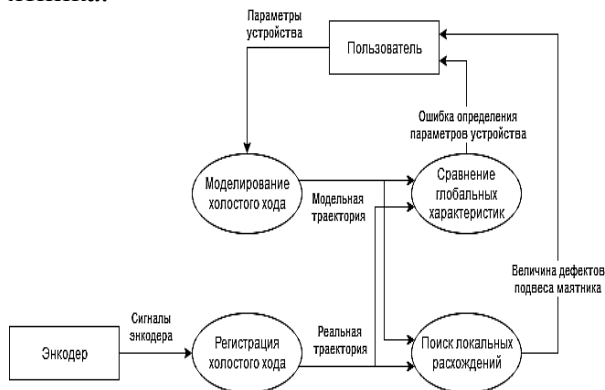 Параметры
устройства
Пользователь
Ошибка определения
параметров устройства
Моделирование
холостого хода
Модельная
траектория
Сравнение
глобальных
характеристик
Величина дефектов
подвеса маятника
Энкодер
Сигналы
энкодера
Регистрация
холостого хода
Реальная
траектория
Поиск локальных
расхождений